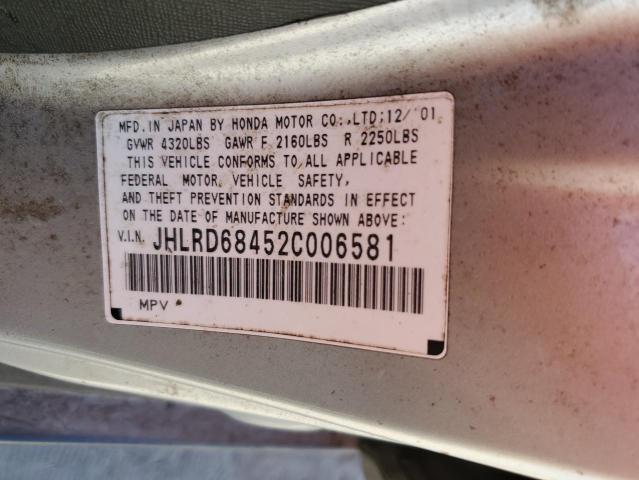 MFD. IN JAPAN BY HONDA MOTOR CO.,LTD; 12/'01
GVWR 4320LBS GAWR F 2160LBS R 2250LBS
THIS VEHICLE CONFORMS TO ALL APPLICABLE
FEDERAL MOTOR VEHICLE SAFETY,
AND THEFT PREVENTION STANDARDS IN EFFECT
ON THE DATE OF MANUFACTURE SHOWN ABOVE:
V.I.N. JHLRD68452C006581
MPV